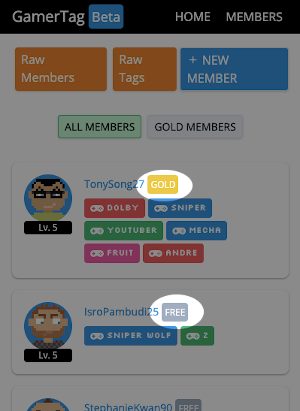 GamerTag Beta HOME MEMBERS
Raw Members
Raw Tags
+ NEW MEMBER
ALL MEMBERS GOLD MEMBERS
TonySong27 GOLD
DOLBY SNIPER
YOUTUBER MECHA
FRUIT ANDRE
Lv. 5
IsroPambudi25 FREE
SNIPER WOLF 2
Lv. 5
StephanieKwan90 FREE